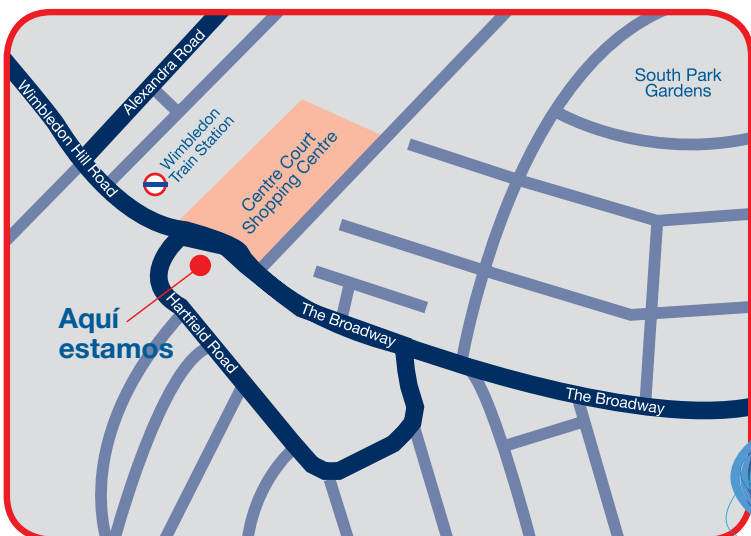 Alexandra Road
Wimbledon Hill Road
Wimbledon
Train Station
Centre Court
Shopping Centre
South Park
Gardens
Aquí
estamos
Hartfield Road
The Broadway
The Broadway